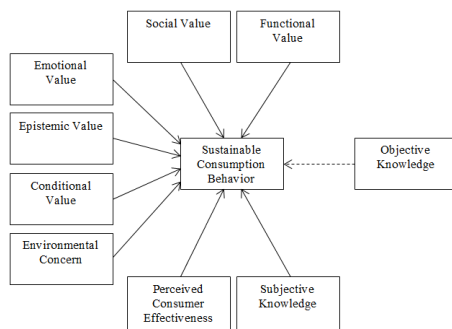 Social Value
Functional
Value
Emotional
Value
Epistemic Value
Sustainable
Consumption
Behavior
Objective
Knowledge
Conditional
Value
Environmental
Concern
Perceived
Consumer
Effectiveness
Subjective
Knowledge